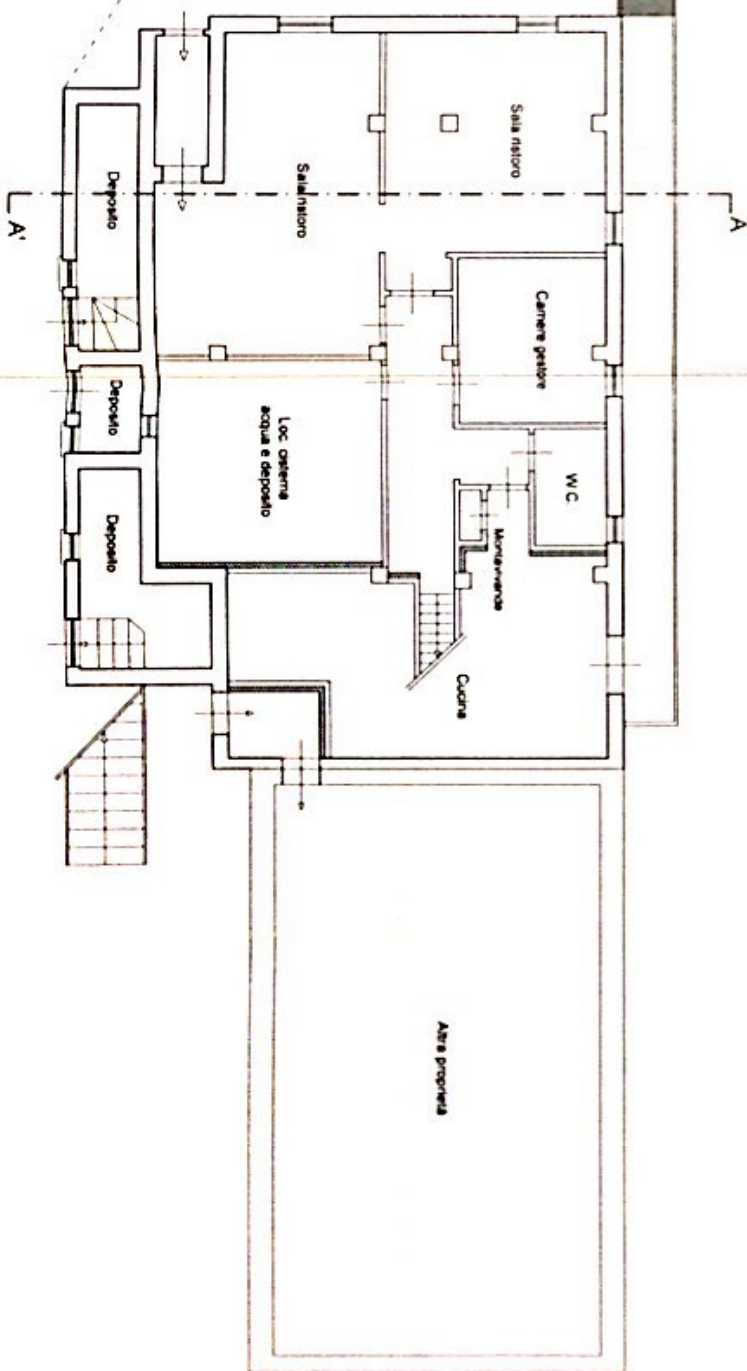 A
Sala ristoro
Camere gestore
W.C.
Montavivande
Cucina
Altra proprietà
Sala ristoro
Loc. cisterna
acqua e deposito
Deposito
Deposito
Deposito
A'